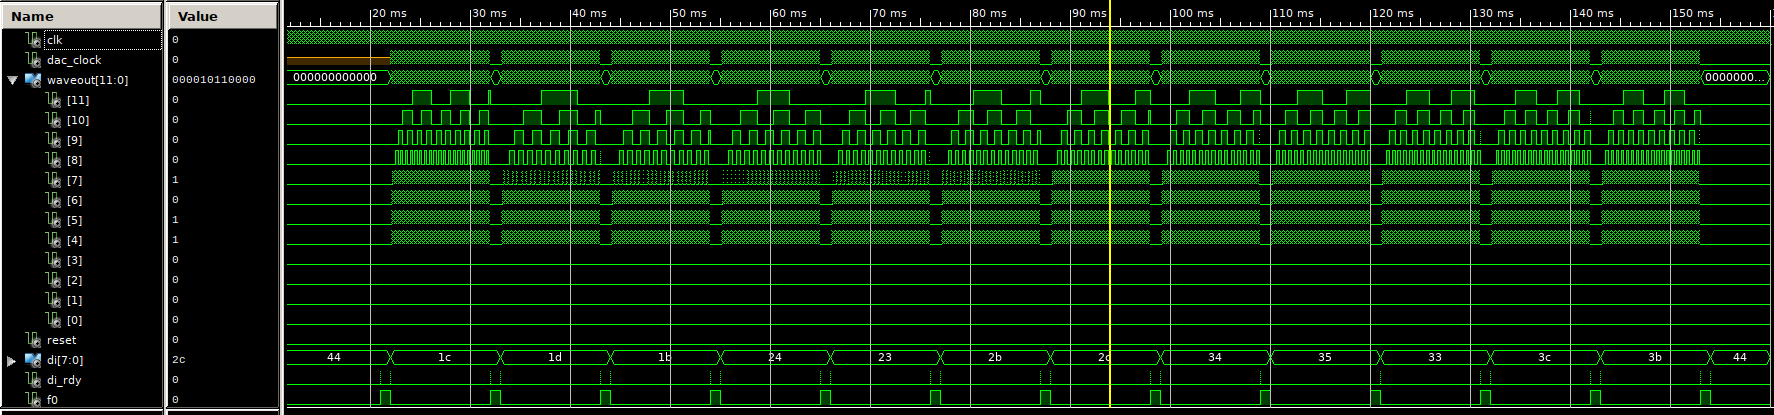 Name Value 20 ms 30 ms 40 ms 50 ms 60 ms 70 ms 80 ms 90 ms 100 ms 110 ms 120 ms 130 ms 140 ms 150 ms
clk 0
dac_clock 0
waveout[11:0] 000010110000 000000000000 0000000...
[11] 0
[10] 0
[9] 0
[8] 0
[7] 1
[6] 0
[5] 1
[4] 1
[3] 0
[2] 0
[1] 0
[0] 0
reset 0
di[7:0] 2c 44 1c 1d 1b 24 23 2b 2c 34 35 33 3c 3b 44
di_rdy 0
f0 0